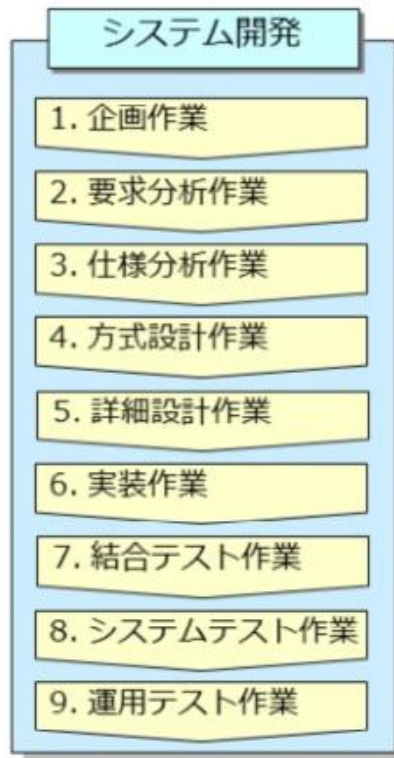 システム開発
1. 企画作業
2. 要求分析作業
3. 仕様分析作業
4. 方式設計作業
5. 詳細設計作業
6. 実装作業
7. 結合テスト作業
8. システムテスト作業
9. 運用テスト作業